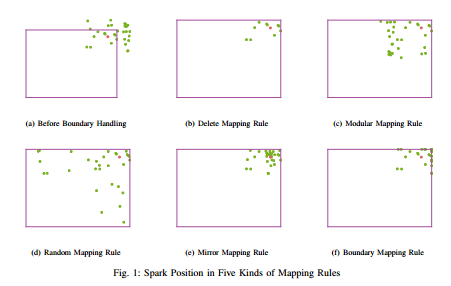 (a) Before Boundary Handling
(b) Delete Mapping Rule
(c) Modular Mapping Rule
(d) Random Mapping Rule
(e) Mirror Mapping Rule
(f) Boundary Mapping Rule
Fig. 1: Spark Position in Five Kinds of Mapping Rules